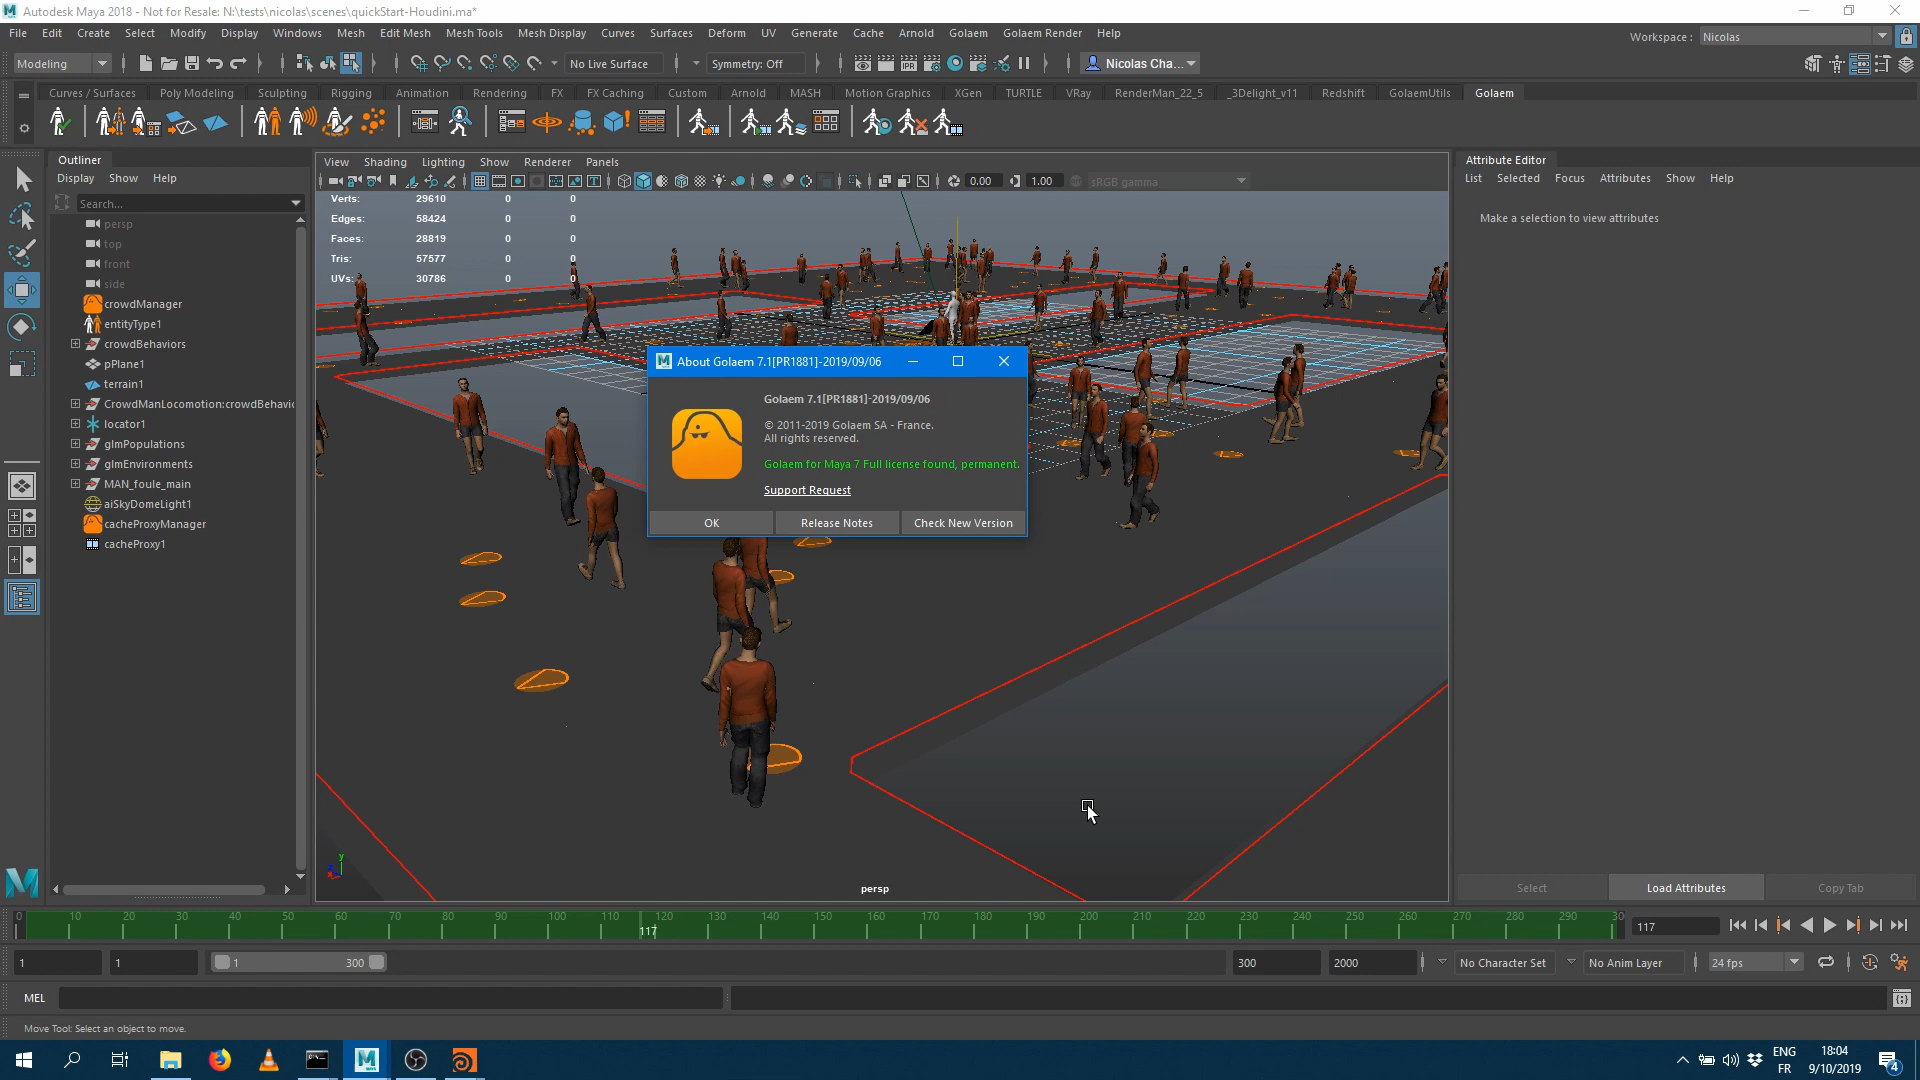 Autodesk Maya 2018 - Not for Resale: N:\tests\nicolas\scenes\quickStart-Houdini.ma*
File Edit Create Select Modify Display Windows Mesh Edit Mesh Mesh Tools Mesh Display Curves Surfaces Deform UV Generate Cache Arnold Golaem Golaem Render Help
Workspace : Nicolas
Modeling No Live Surface Symmetry: Off IPR Nicolas Cha...
Curves / Surfaces Poly Modeling Sculpting Rigging Animation Rendering FX FX Caching Custom Arnold MASH Motion Graphics XGen TURTLE VRay RenderMan_22_5 _3Delight_v11 Redshift GolaemUtils Golaem
Outliner
Display Show Help
Search...
persp
top
front
side
crowdManager
entityType1
crowdBehaviors
pPlane1
terrain1
CrowdManLocomotion:crowdBehavic
locator1
glmPopulations
glmEnvironments
MAN_foule_main
aiSkyDomeLight1
cacheProxyManager
cacheProxy1
View Shading Lighting Show Renderer Panels
0.00 1.00 sRGB gamma
Verts: 29610 0 0
Edges: 58424 0 0
Faces: 28819 0 0
Tris: 57577 0 0
UVs: 30786 0 0
About Golaem 7.1[PR1881]-2019/09/06
Golaem 7.1[PR1881]-2019/09/06
© 2011-2019 Golaem SA - France.
All rights reserved.
Golaem for Maya 7 Full license found, permanent.
Support Request
OK Release Notes Check New Version
persp
Attribute Editor
List Selected Focus Attributes Show Help
Make a selection to view attributes
Select Load Attributes Copy Tab
0 10 20 30 40 50 60 70 80 90 100 110 120 130 140 150 160 170 180 190 200 210 220 230 240 250 260 270 280 290 30
117
117
1 1 1 300 300 2000 No Character Set No Anim Layer 24 fps
MEL
Move Tool: Select an object to move.
ENG
FR
18:04
9/10/2019
4